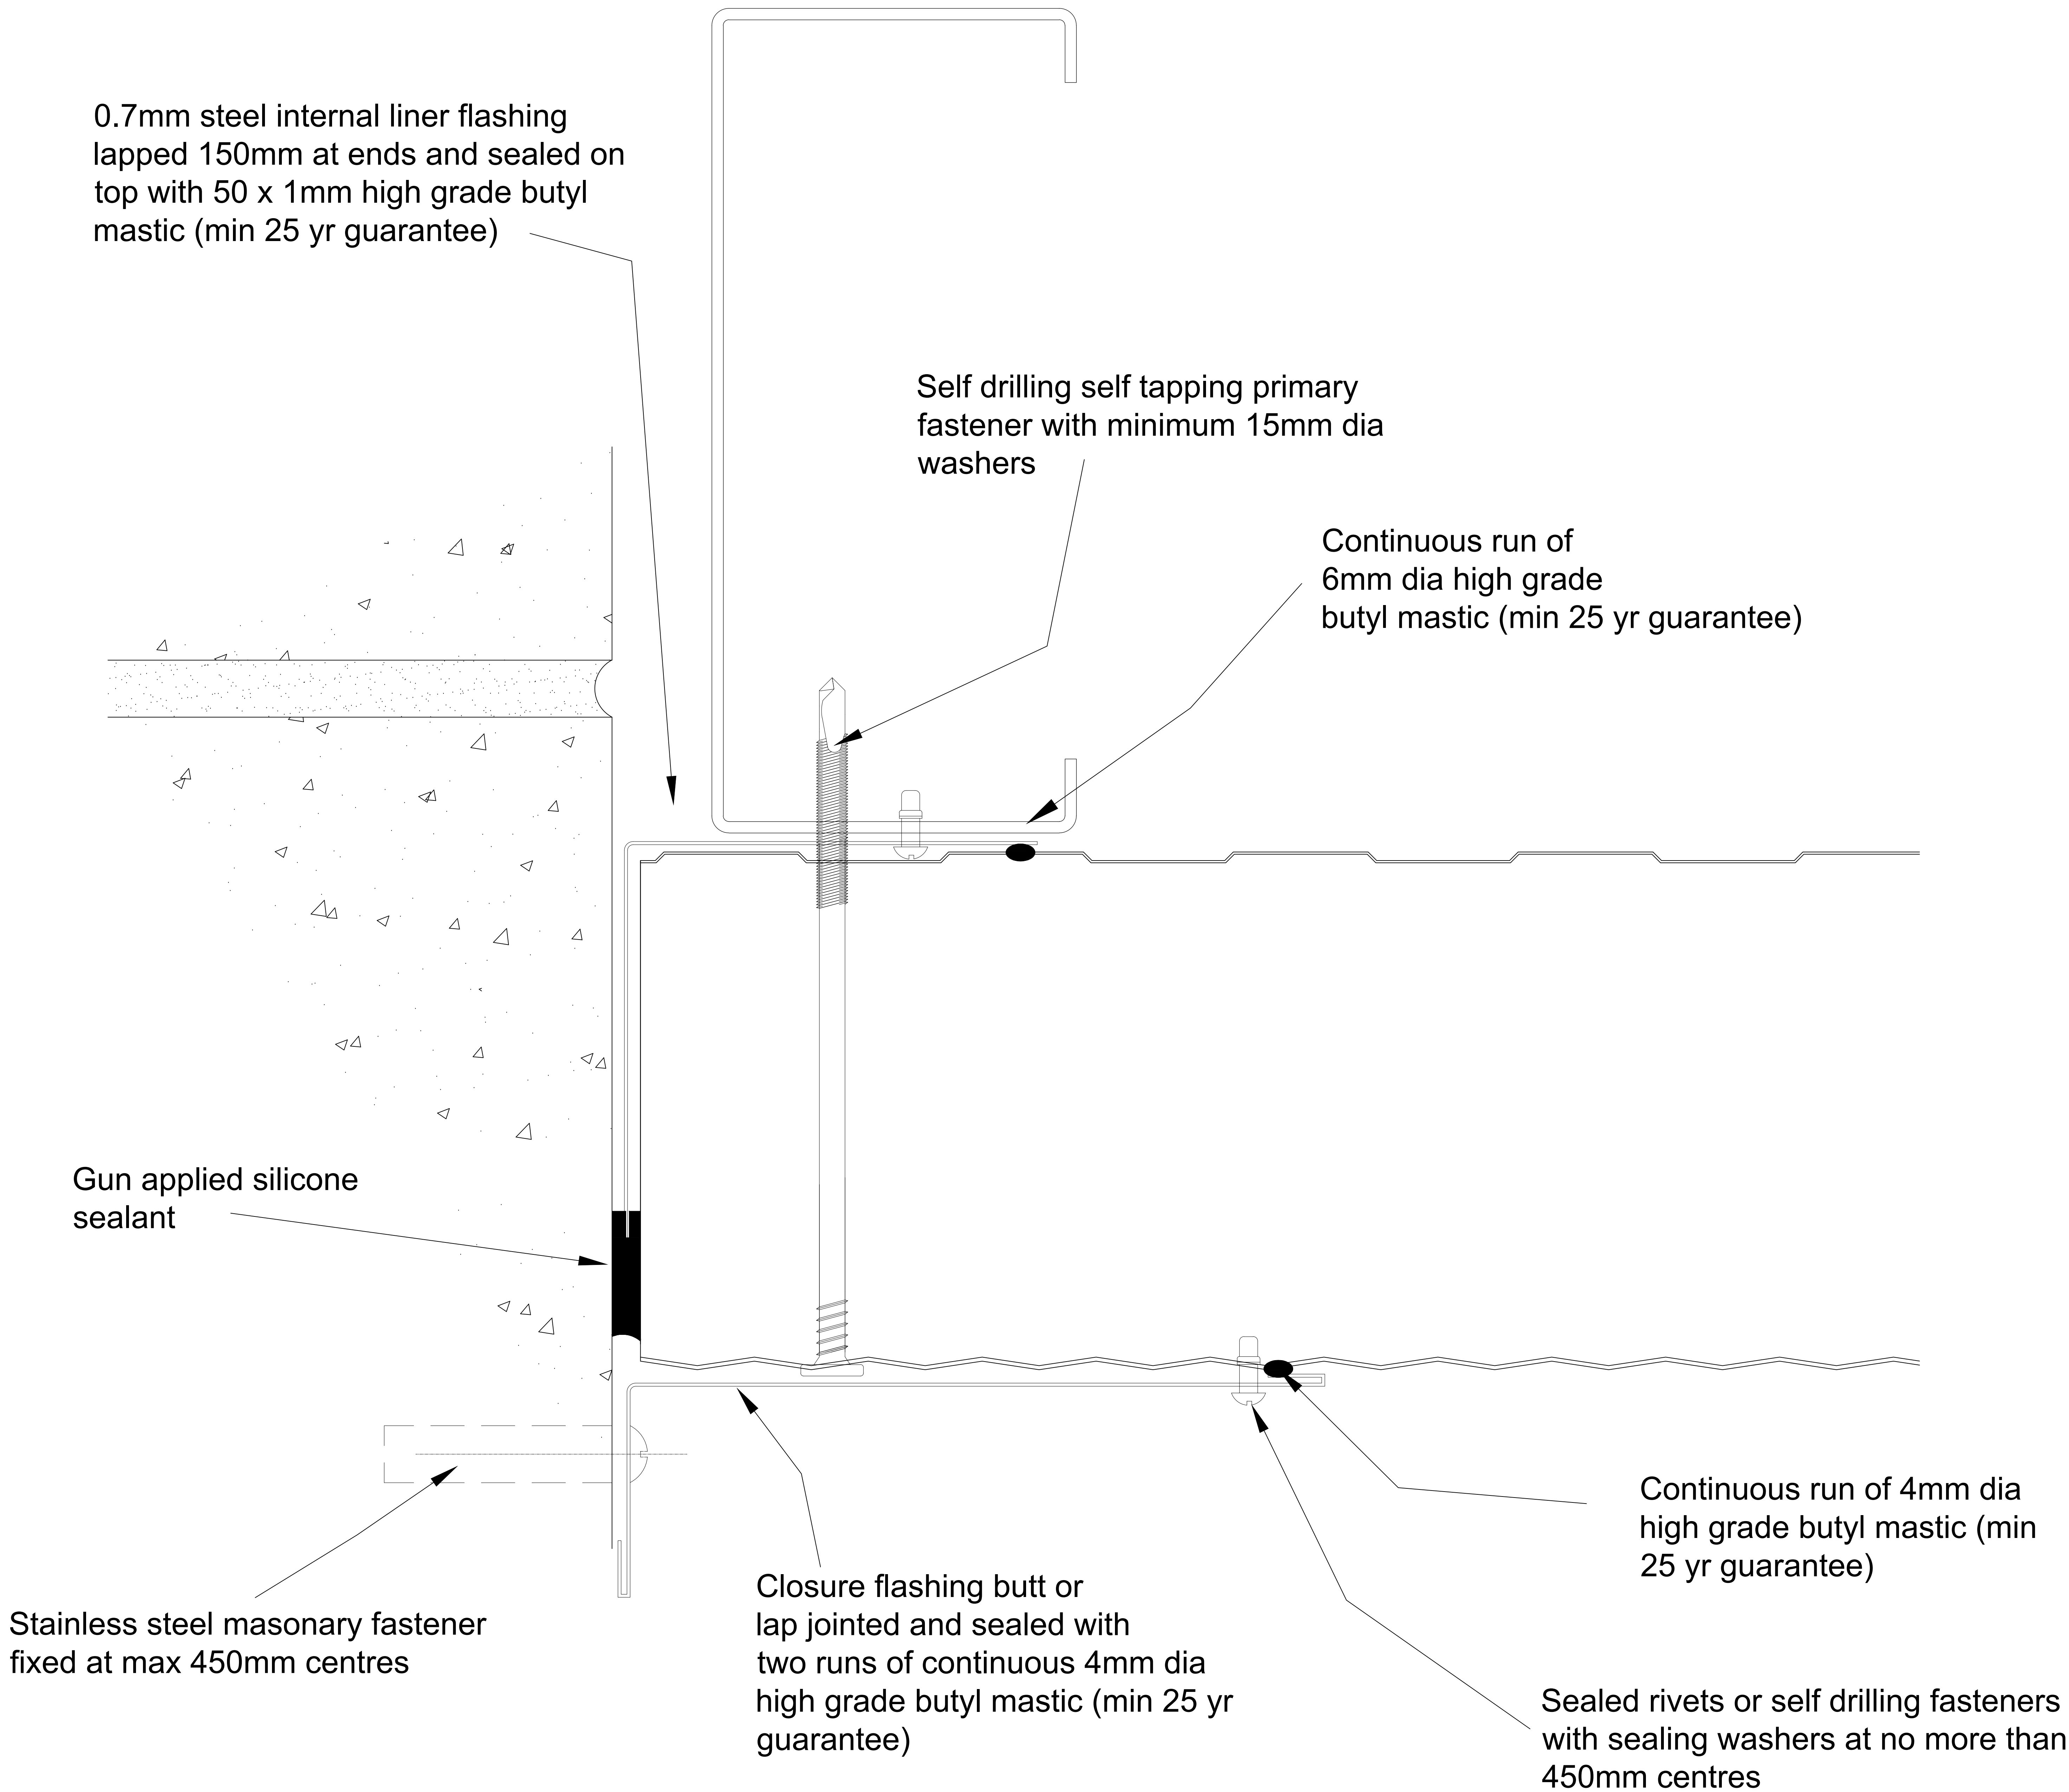 0.7mm steel internal liner flashing
lapped 150mm at ends and sealed on
top with 50 x 1mm high grade butyl
mastic (min 25 yr guarantee)
Self drilling self tapping primary
fastener with minimum 15mm dia
washers
Continuous run of
6mm dia high grade
butyl mastic (min 25 yr guarantee)
Gun applied silicone
sealant
Continuous run of 4mm dia
high grade butyl mastic (min
25 yr guarantee)
Closure flashing butt or
lap jointed and sealed with
two runs of continuous 4mm dia
high grade butyl mastic (min 25 yr
guarantee)
Stainless steel masonary fastener
fixed at max 450mm centres
Sealed rivets or self drilling fasteners
with sealing washers at no more than
450mm centres